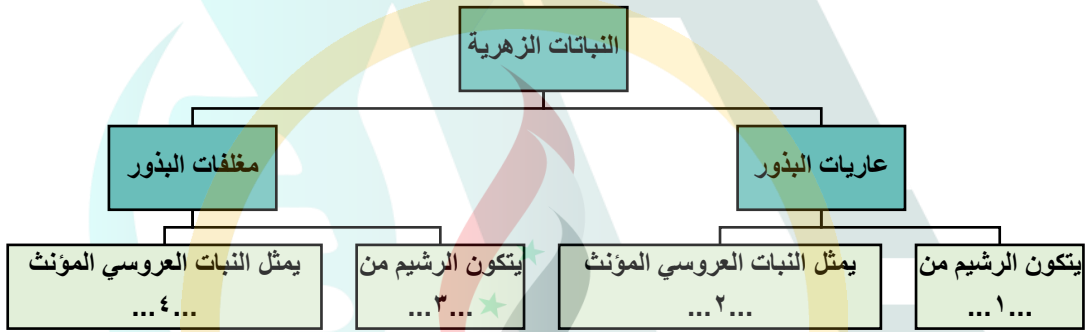 النباتات الزهرية
عاريات البذور
مغلفات البذور
يتكون الرشيم من
...١...
يمثل النبات العروسي المؤنث
...٢...
يتكون الرشيم من
...٣...
يمثل النبات العروسي المؤنث
...٤...